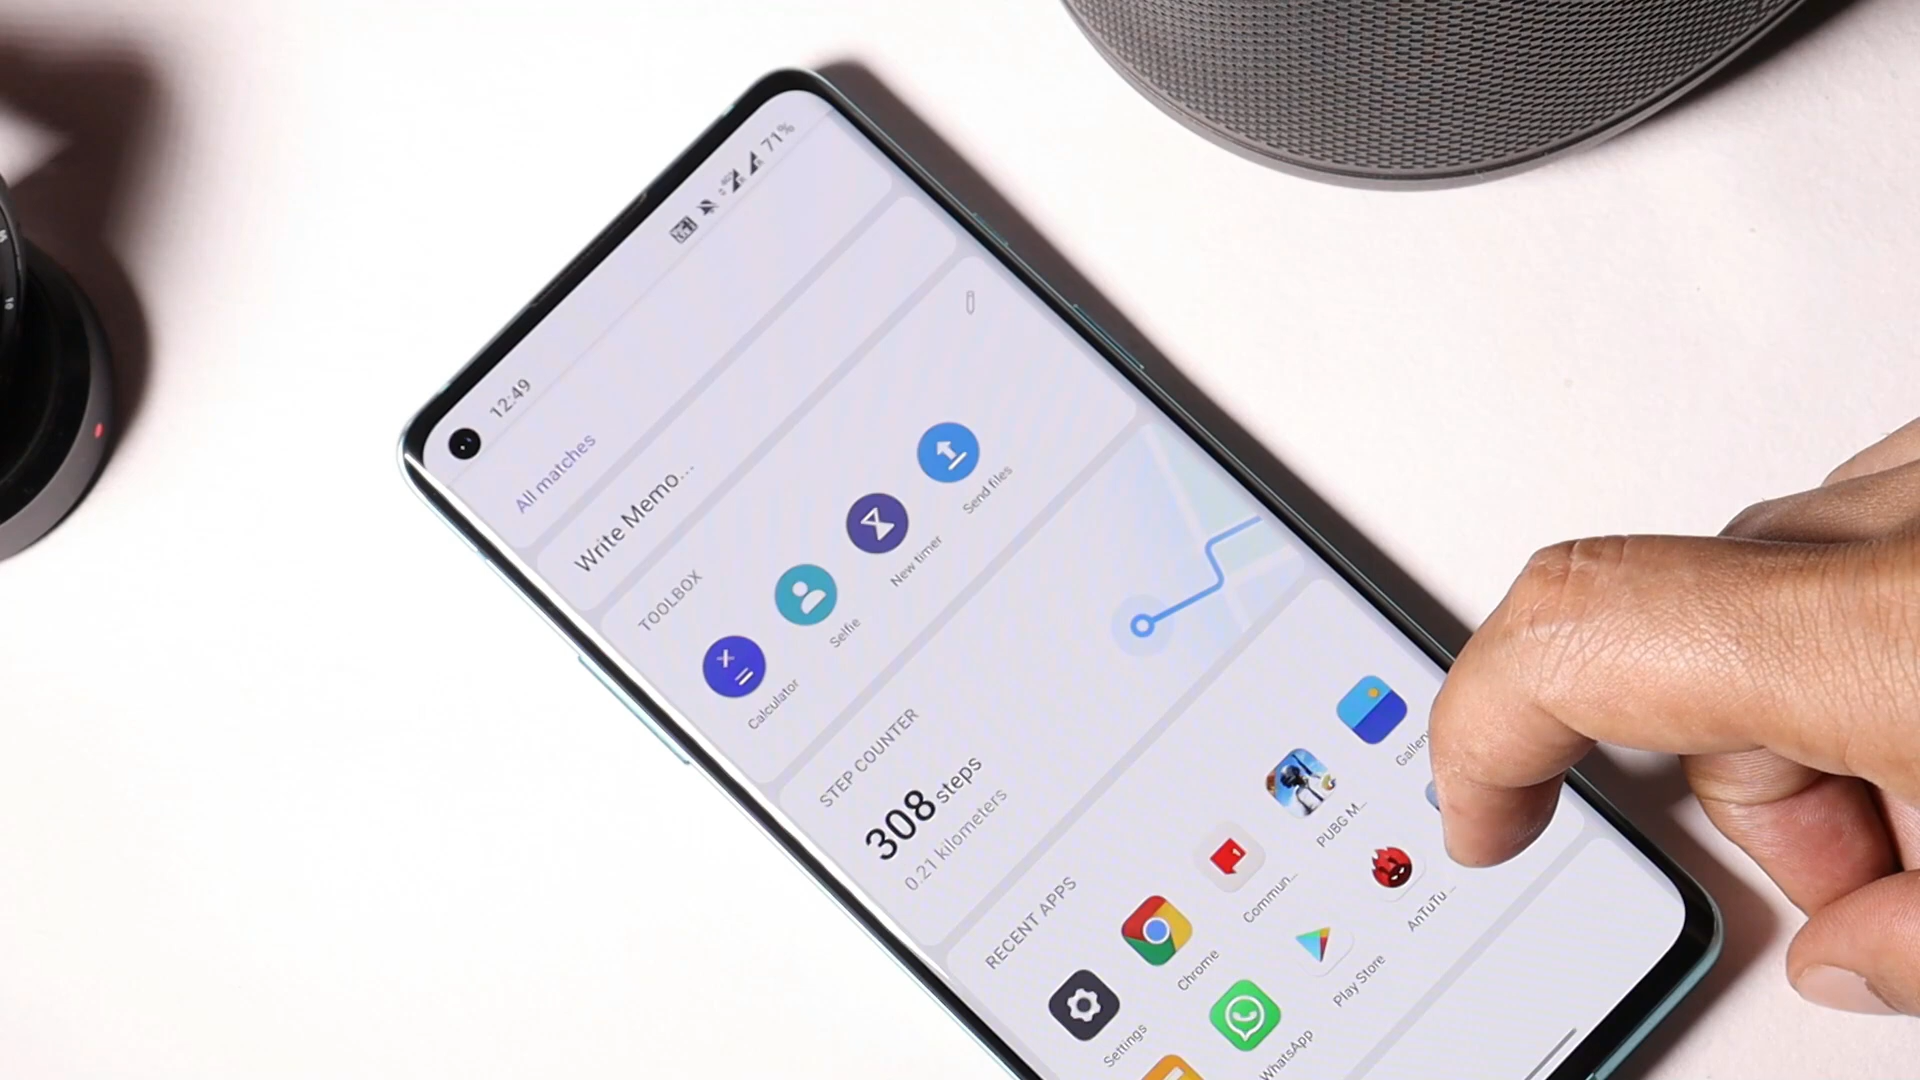 12:49
71%
All matches
Write Memo...
TOOLBOX
Calculator
Selfie
New timer
Send files
STEP COUNTER
308 steps
0.21 kilometers
RECENT APPS
Settings
Chrome
Commun...
PUBG M...
Gallery
WhatsApp
Play Store
AnTuTu ...